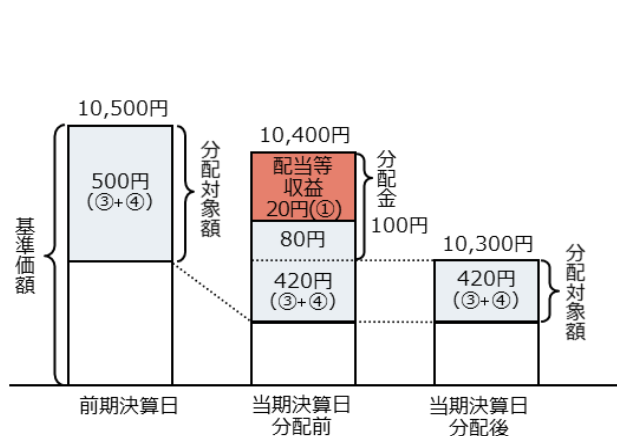 10,500円
500円
(③+④)
分配対象額
基準価額
10,400円
配当等
収益
20円(①)
80円
420円
(③+④)
分配金
100円
10,300円
420円
(③+④)
分配対象額
前期決算日
当期決算日
分配前
当期決算日
分配後